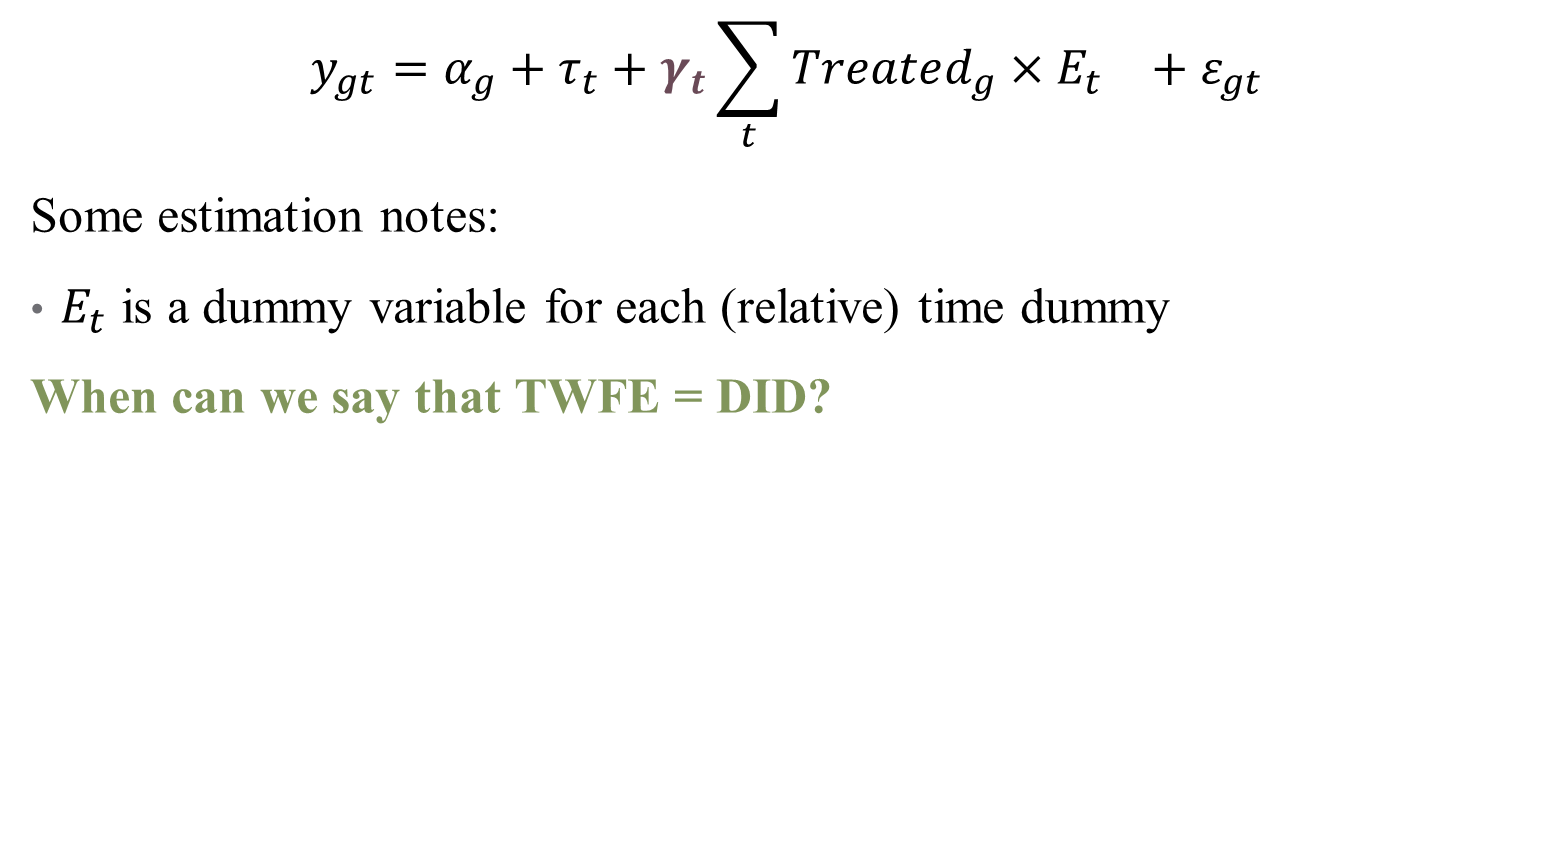 y_gt = α_g + τ_t + γ_t ∑_t Treated_g × E_t + ε_gt
Some estimation notes:
• E_t is a dummy variable for each (relative) time dummy
When can we say that TWFE = DID?